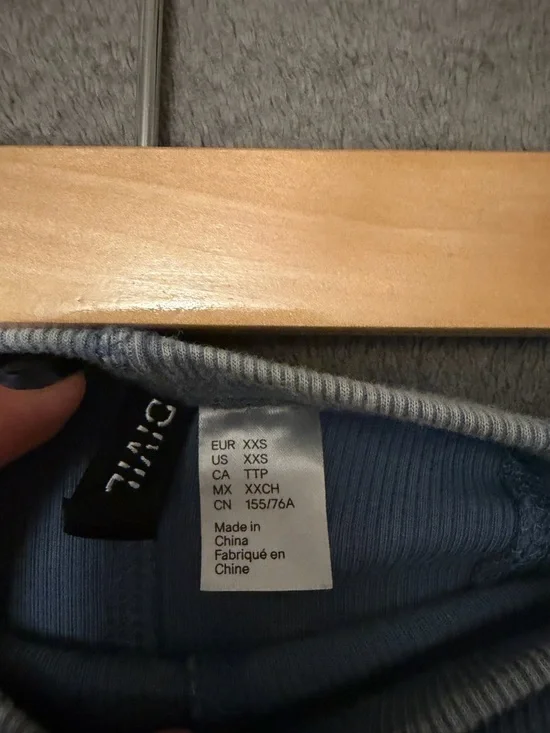 EUR XXS
US XXS
CA TTP
MX XXCH
CN 155/76A
Made in
China
Fabriqué en
Chine